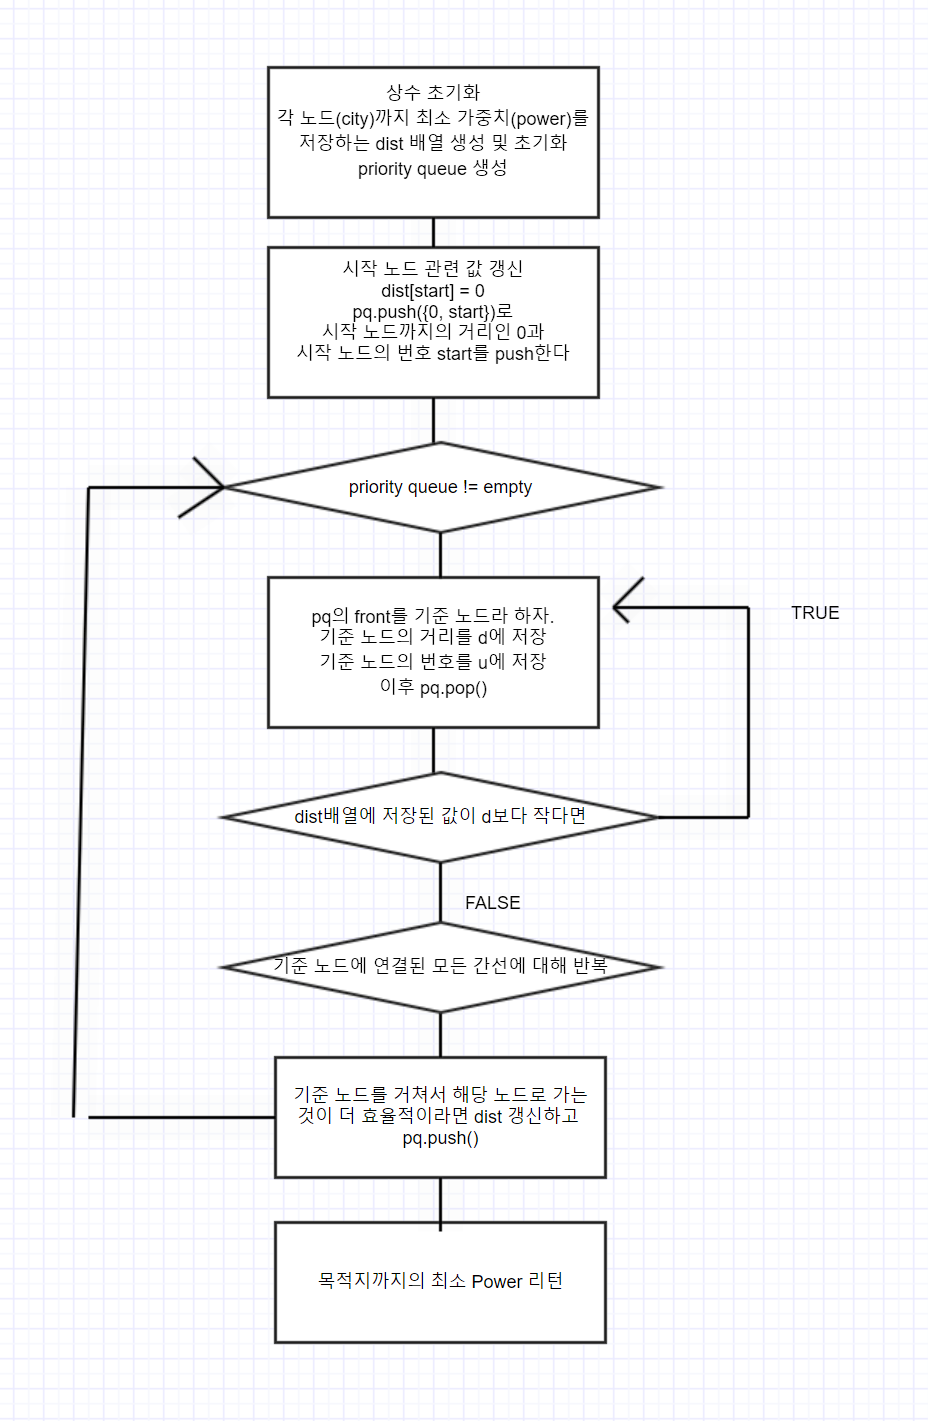 상수 초기화
각 노드(city)까지 최소 가중치(power)를
저장하는 dist 배열 생성 및 초기화
priority queue 생성
시작 노드 관련 값 갱신
dist[start] = 0
pq.push({0, start})로
시작 노드까지의 거리인 0과
시작 노드의 번호 start를 push한다
priority queue != empty
pq의 front를 기준 노드라 하자.
기준 노드의 거리를 d에 저장
기준 노드의 번호를 u에 저장
이후 pq.pop()
TRUE
dist배열에 저장된 값이 d보다 작다면
FALSE
기준 노드에 연결된 모든 간선에 대해 반복
기준 노드를 거쳐서 해당 노드로 가는
것이 더 효율적이라면 dist 갱신하고
pq.push()
목적지까지의 최소 Power 리턴